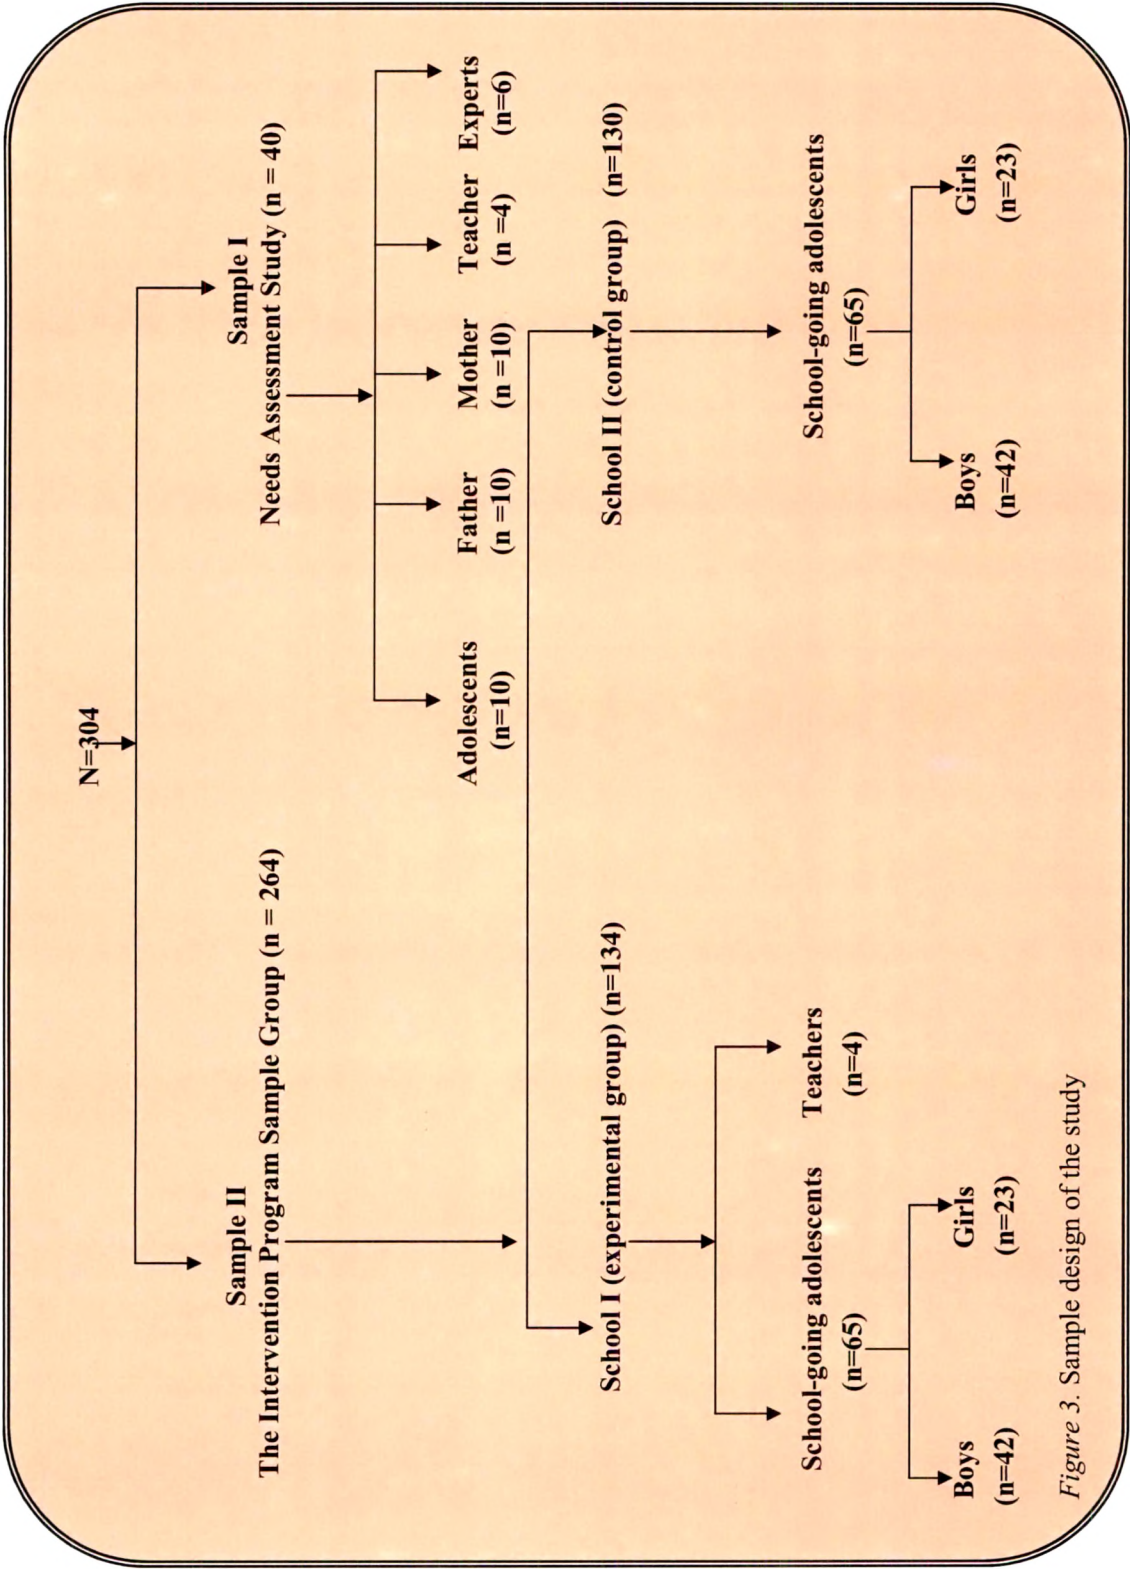 N=304
Sample II
The Intervention Program Sample Group (n = 264)
Sample I
Needs Assessment Study (n = 40)
Adolescents
(n=10)
Father
(n =10)
Mother
(n =10)
Teacher
(n =4)
Experts
(n=6)
School I (experimental group) (n=134)
School II (control group) (n=130)
School-going adolescents
(n=65)
Teachers
(n=4)
School-going adolescents
(n=65)
Boys
(n=42)
Girls
(n=23)
Boys
(n=42)
Girls
(n=23)
Figure 3. Sample design of the study